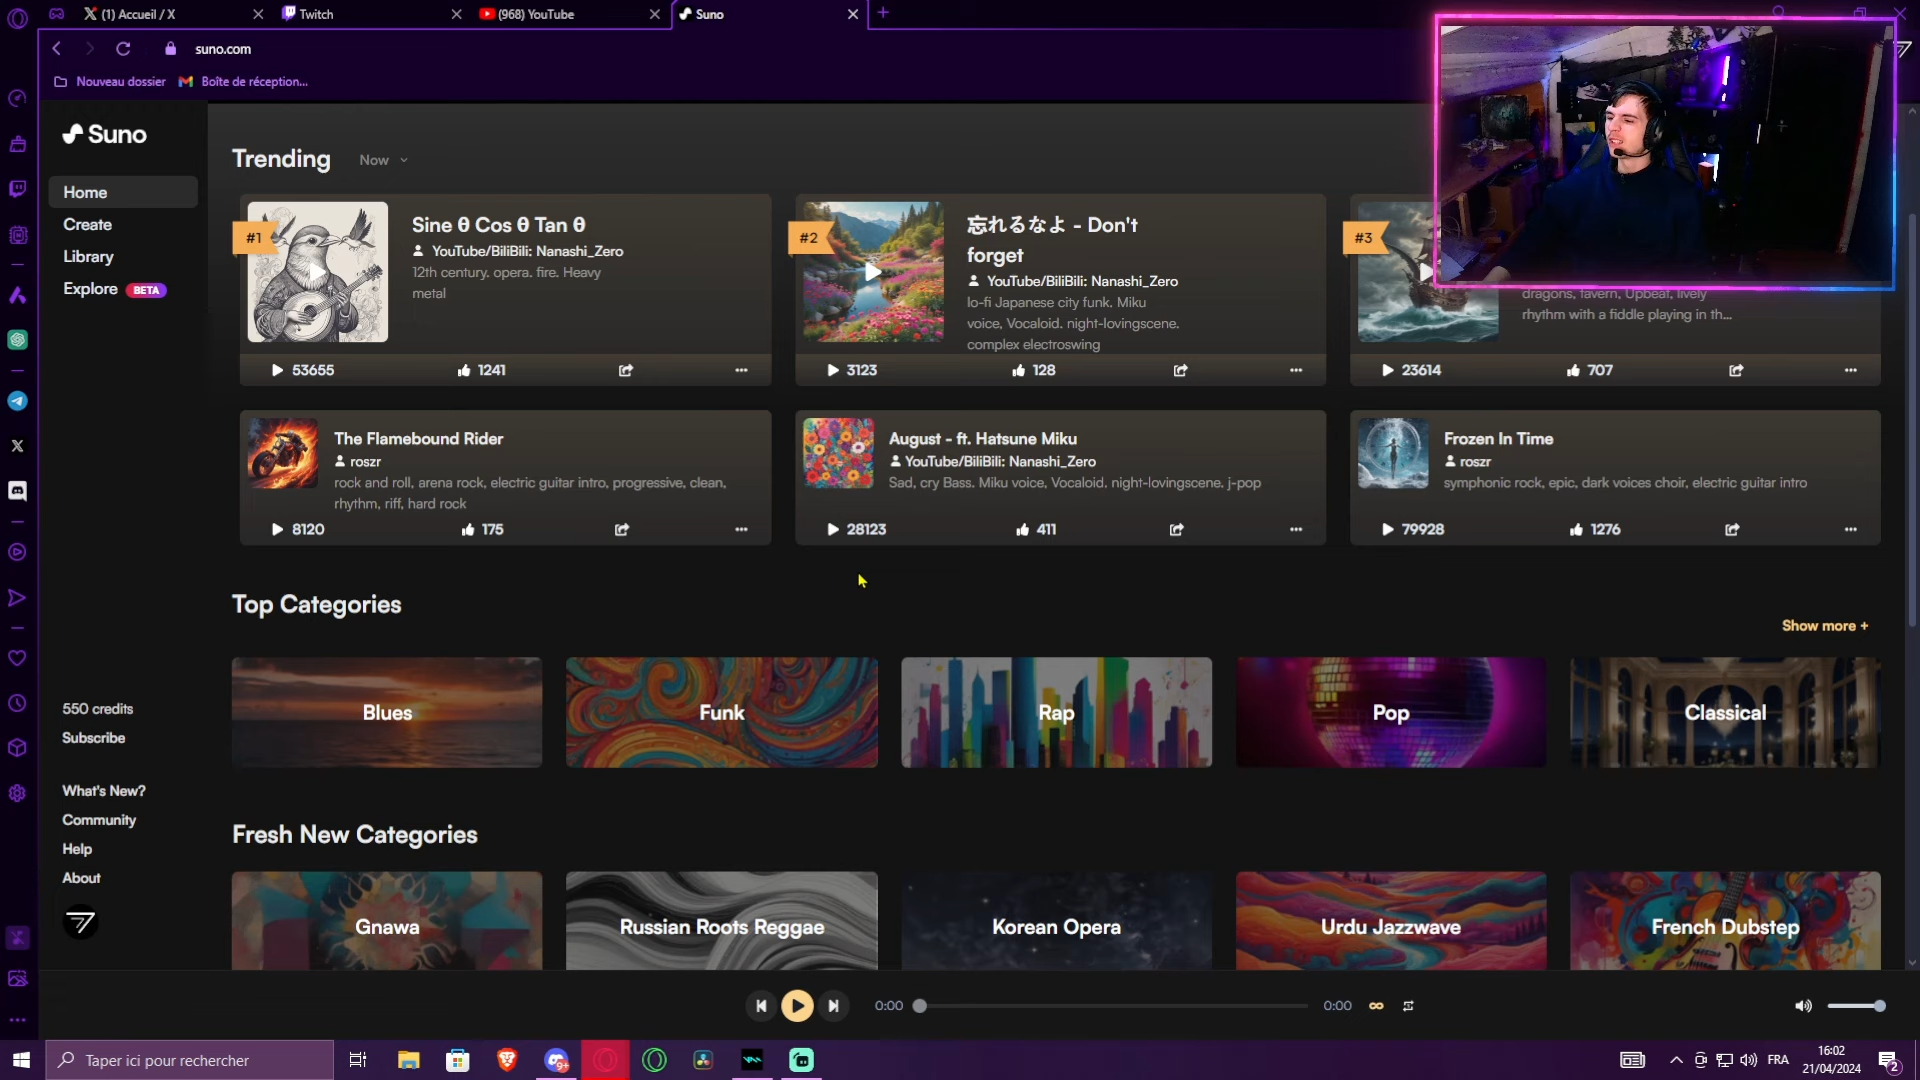 (1) Accueil / X
Twitch
(968) YouTube
Suno
suno.com
Nouveau dossier
Boîte de réception...
Suno
Home
Create
Library
Explore BETA
550 credits
Subscribe
What's New?
Community
Help
About
Trending
Now
#1
Sine θ Cos θ Tan θ
YouTube/BiliBili: Nanashi_Zero
12th century. opera. fire. Heavy
metal
53655
1241
#2
忘れるなよ - Don't
forget
YouTube/BiliBili: Nanashi_Zero
lo-fi Japanese city funk. Miku
voice, Vocaloid. night-lovingscene.
complex electroswing
3123
128
#3
dragons, tavern, Upbeat, lively
rhythm with a fiddle playing in th...
23614
707
The Flamebound Rider
roszr
rock and roll, arena rock, electric guitar intro, progressive, clean,
rhythm, riff, hard rock
8120
175
August - ft. Hatsune Miku
YouTube/BiliBili: Nanashi_Zero
Sad, cry Bass. Miku voice, Vocaloid. night-lovingscene. j-pop
28123
411
Frozen In Time
roszr
symphonic rock, epic, dark voices choir, electric guitar intro
79928
1276
Top Categories
Show more +
Blues
Funk
Rap
Pop
Classical
Fresh New Categories
Gnawa
Russian Roots Reggae
Korean Opera
Urdu Jazzwave
French Dubstep
0:00
0:00
Taper ici pour rechercher
9+
FRA
16:02
21/04/2024
2